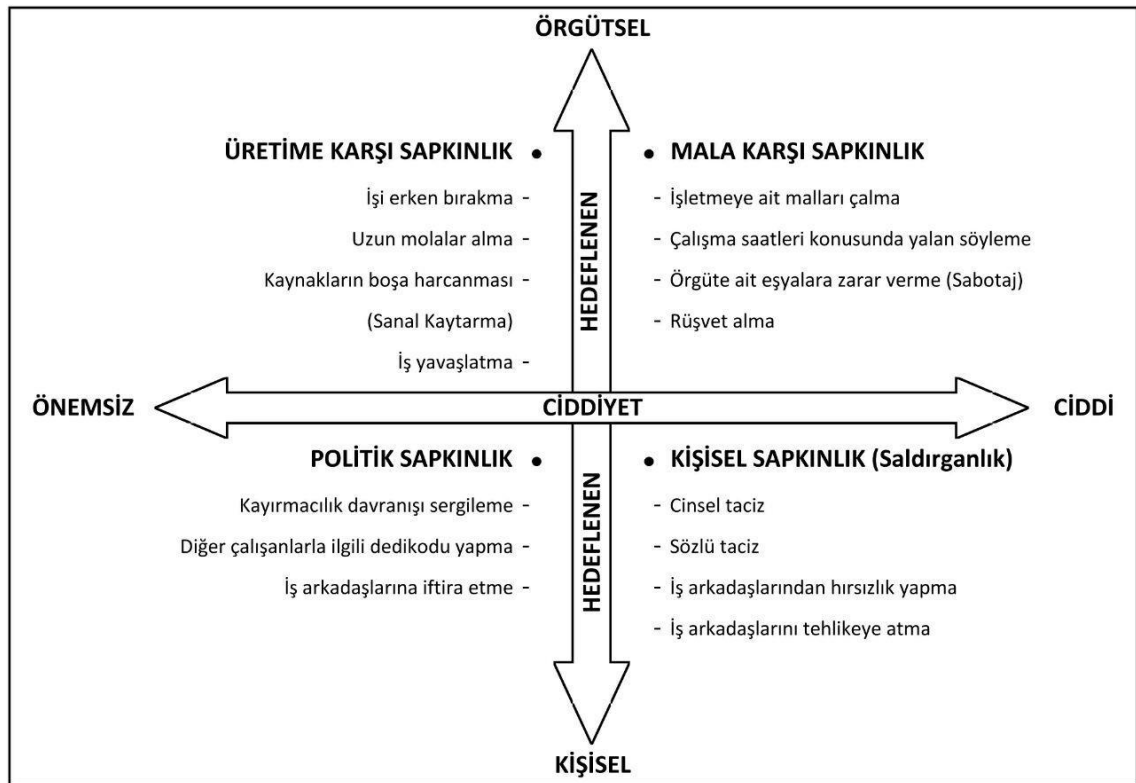 ÖRGÜTSEL
ÜRETİME KARŞI SAPKINLIK •
İşi erken bırakma -
Uzun molalar alma -
Kaynakların boşa harcanması -
(Sanal Kaytarma)
İş yavaşlatma -
HEDEFLENEN
• MALA KARŞI SAPKINLIK
- İşletmeye ait malları çalma
- Çalışma saatleri konusunda yalan söyleme
- Örgüte ait eşyalara zarar verme (Sabotaj)
- Rüşvet alma
ÖNEMSİZ
CİDDİYET
CİDDİ
POLİTİK SAPKINLIK •
Kayırmacılık davranışı sergileme -
Diğer çalışanlarla ilgili dedikodu yapma -
İş arkadaşlarına iftira etme -
HEDEFLENEN
• KİŞİSEL SAPKINLIK (Saldırganlık)
- Cinsel taciz
- Sözlü taciz
- İş arkadaşlarından hırsızlık yapma
- İş arkadaşlarını tehlikeye atma
KİŞİSEL